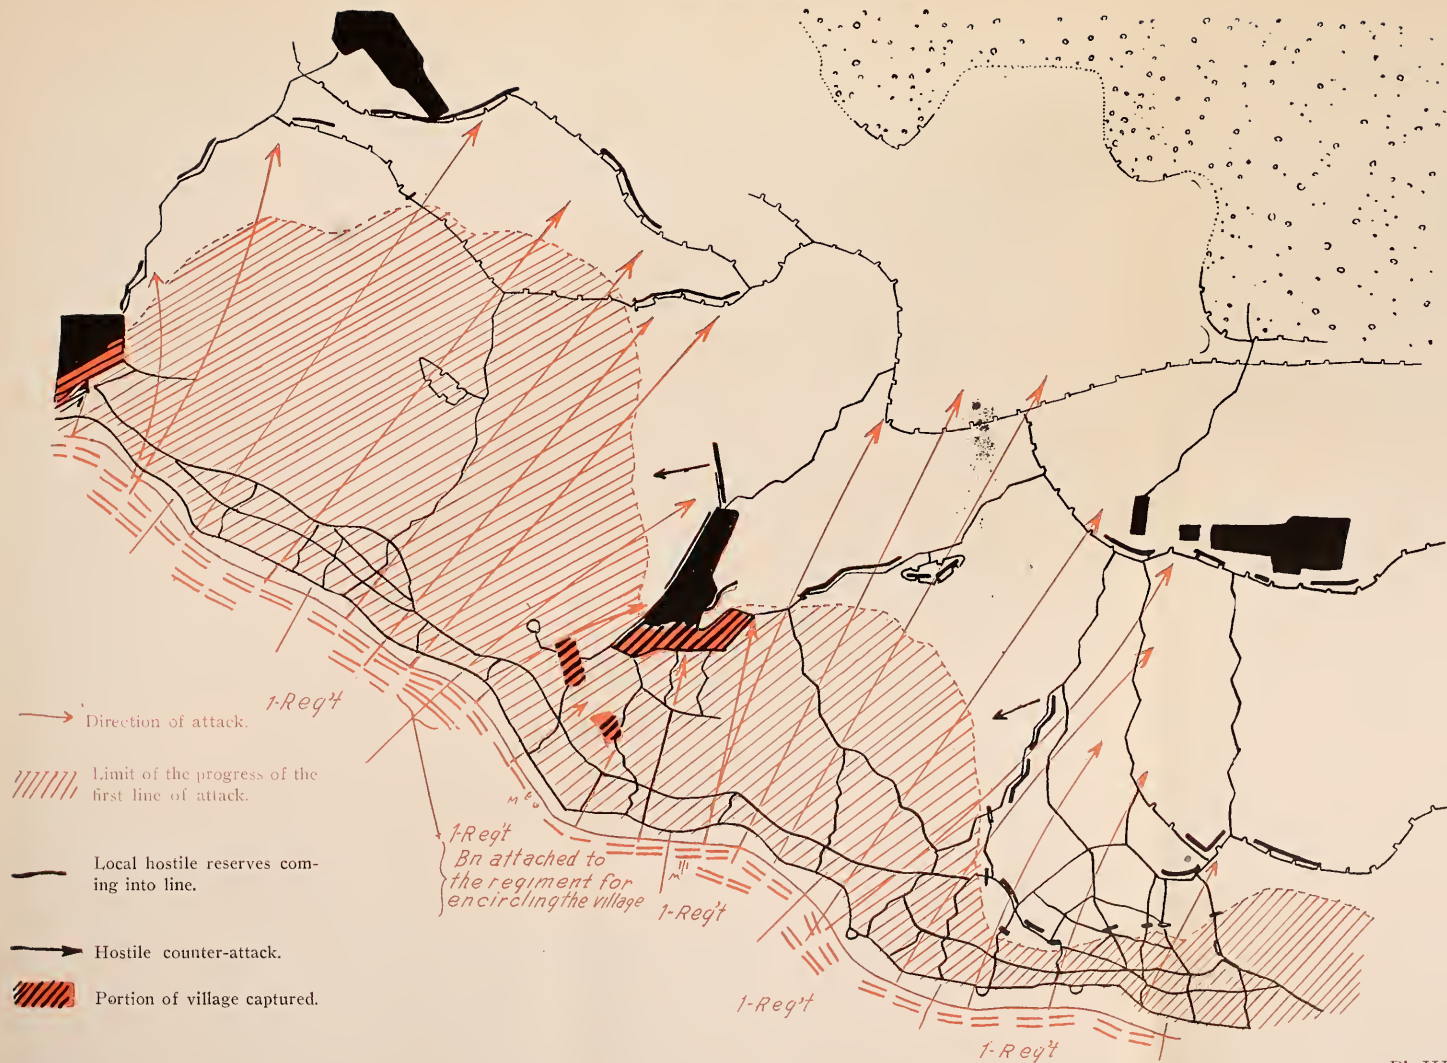 1-Reg't
Direction of attack.
Limit of the progress of the
first line of attack.
1-Reg't
Bn attached to
the regiment for
encircling the village
1-Reg't
Local hostile reserves com-
ing into line.
Hostile counter-attack.
Portion of village captured.
1-Reg't
1-Reg't